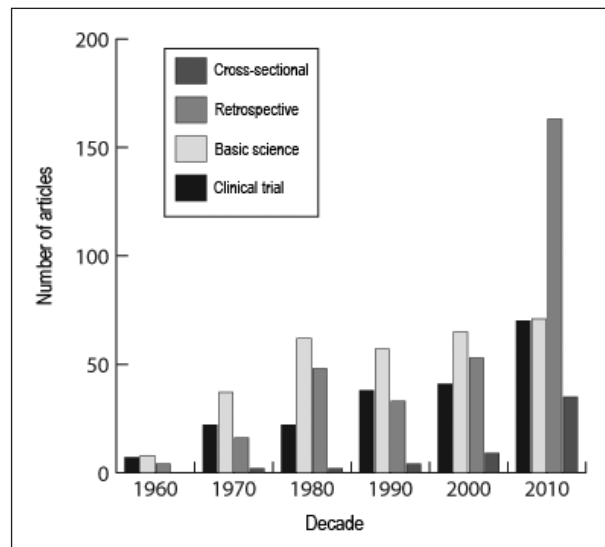 200
150
100
50
0
Number of articles
Cross-sectional
Retrospective
Basic science
Clinical trial
1960 1970 1980 1990 2000 2010
Decade